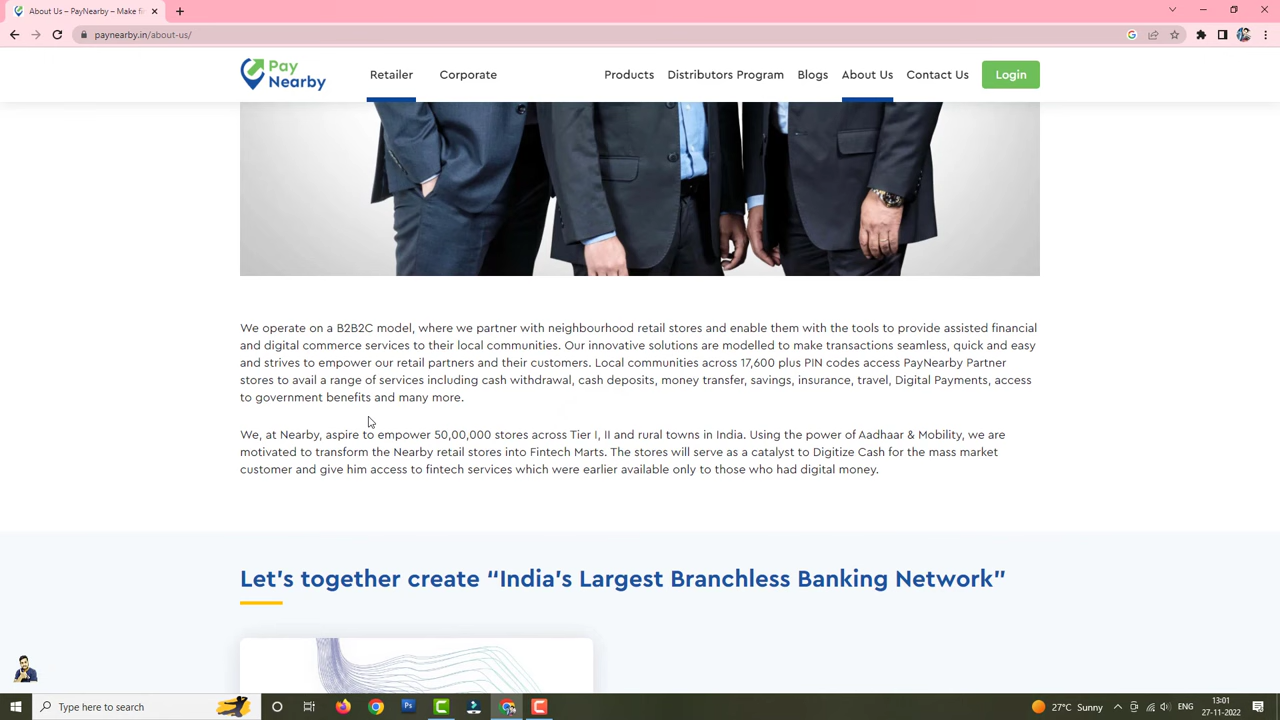 About Us – PayNearby – Make fi
paynearby.in/about-us/
Pay
Nearby
Retailer
Corporate
Products
Distributors Program
Blogs
About Us
Contact Us
Login
We operate on a B2B2C model, where we partner with neighbourhood retail stores and enable them with the tools to provide assisted financial
and digital commerce services to their local communities. Our innovative solutions are modelled to make transactions seamless, quick and easy
and strives to empower our retail partners and their customers. Local communities across 17,600 plus PIN codes access PayNearby Partner
stores to avail a range of services including cash withdrawal, cash deposits, money transfer, savings, insurance, travel, Digital Payments, access
to government benefits and many more.
We, at Nearby, aspire to empower 50,00,000 stores across Tier I, II and rural towns in India. Using the power of Aadhaar & Mobility, we are
motivated to transform the Nearby retail stores into Fintech Marts. The stores will serve as a catalyst to Digitize Cash for the mass market
customer and give him access to fintech services which were earlier available only to those who had digital money.
Let's together create “India's Largest Branchless Banking Network”
Type here to search
Ps
27°C Sunny
ENG
13:01
27-11-2022